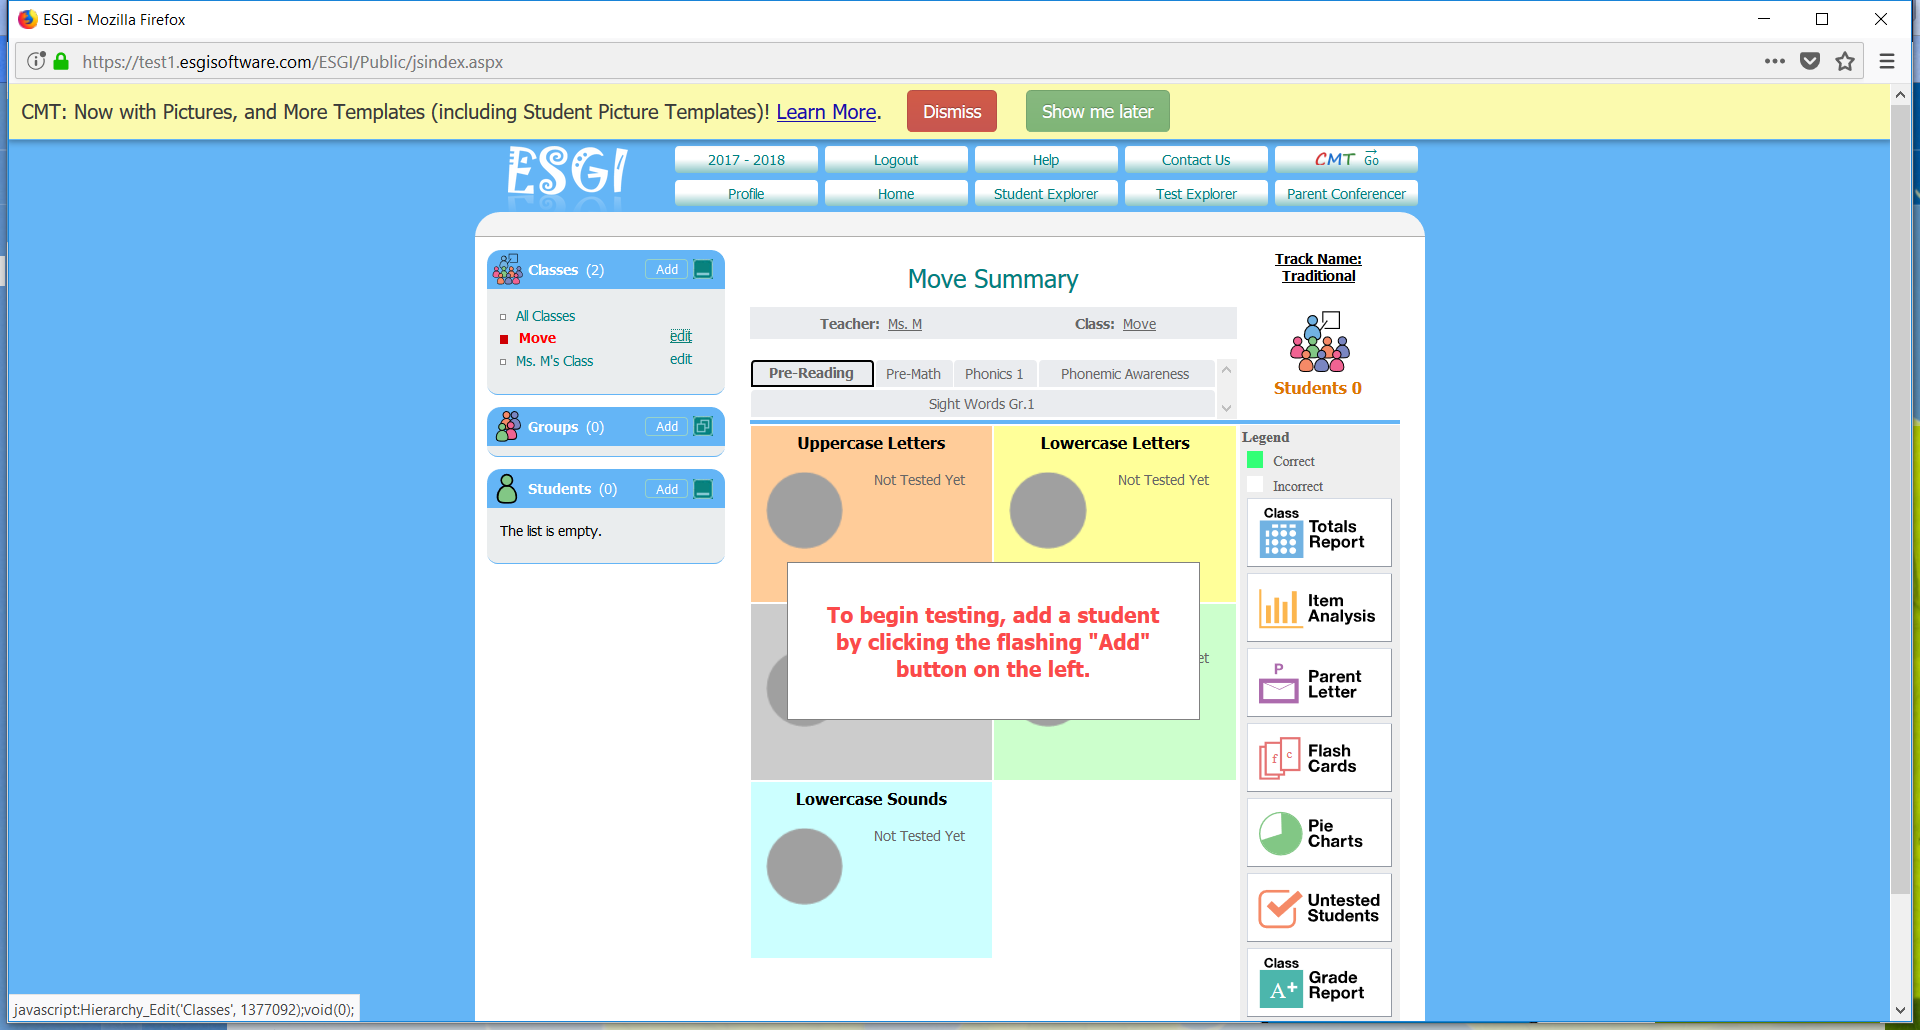 ESGI - Mozilla Firefox
https://test1.esgisoftware.com/ESGI/Public/jsindex.aspx
CMT: Now with Pictures, and More Templates (including Student Picture Templates)! Learn More. Dismiss Show me later
ESGI
2017 - 2018 Logout Help Contact Us CMT Go
Profile Home Student Explorer Test Explorer Parent Conferencer
Classes (2) Add
All Classes
Move edit
Ms. M's Class edit
Groups (0) Add
Students (0) Add
The list is empty.
Move Summary
Teacher: Ms. M Class: Move
Pre-Reading Pre-Math Phonics 1 Phonemic Awareness
Sight Words Gr.1
Track Name:
Traditional
Students 0
Uppercase Letters
Not Tested Yet
Lowercase Letters
Not Tested Yet
To begin testing, add a student
by clicking the flashing "Add"
button on the left.
et
Lowercase Sounds
Not Tested Yet
Legend
Correct
Incorrect
Class
Totals
Report
Item
Analysis
P
Parent
Letter
f c
Flash
Cards
Pie
Charts
Untested
Students
Class
A+
Grade
Report
javascript:Hierarchy_Edit('Classes', 1377092);void(0);